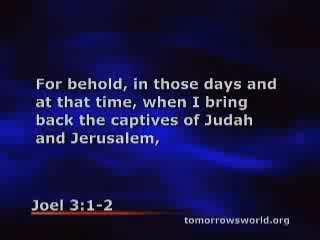 For behold, in those days and
at that time, when I bring
back the captives of Judah
and Jerusalem,
Joel 3:1-2
tomorrowsworld.org